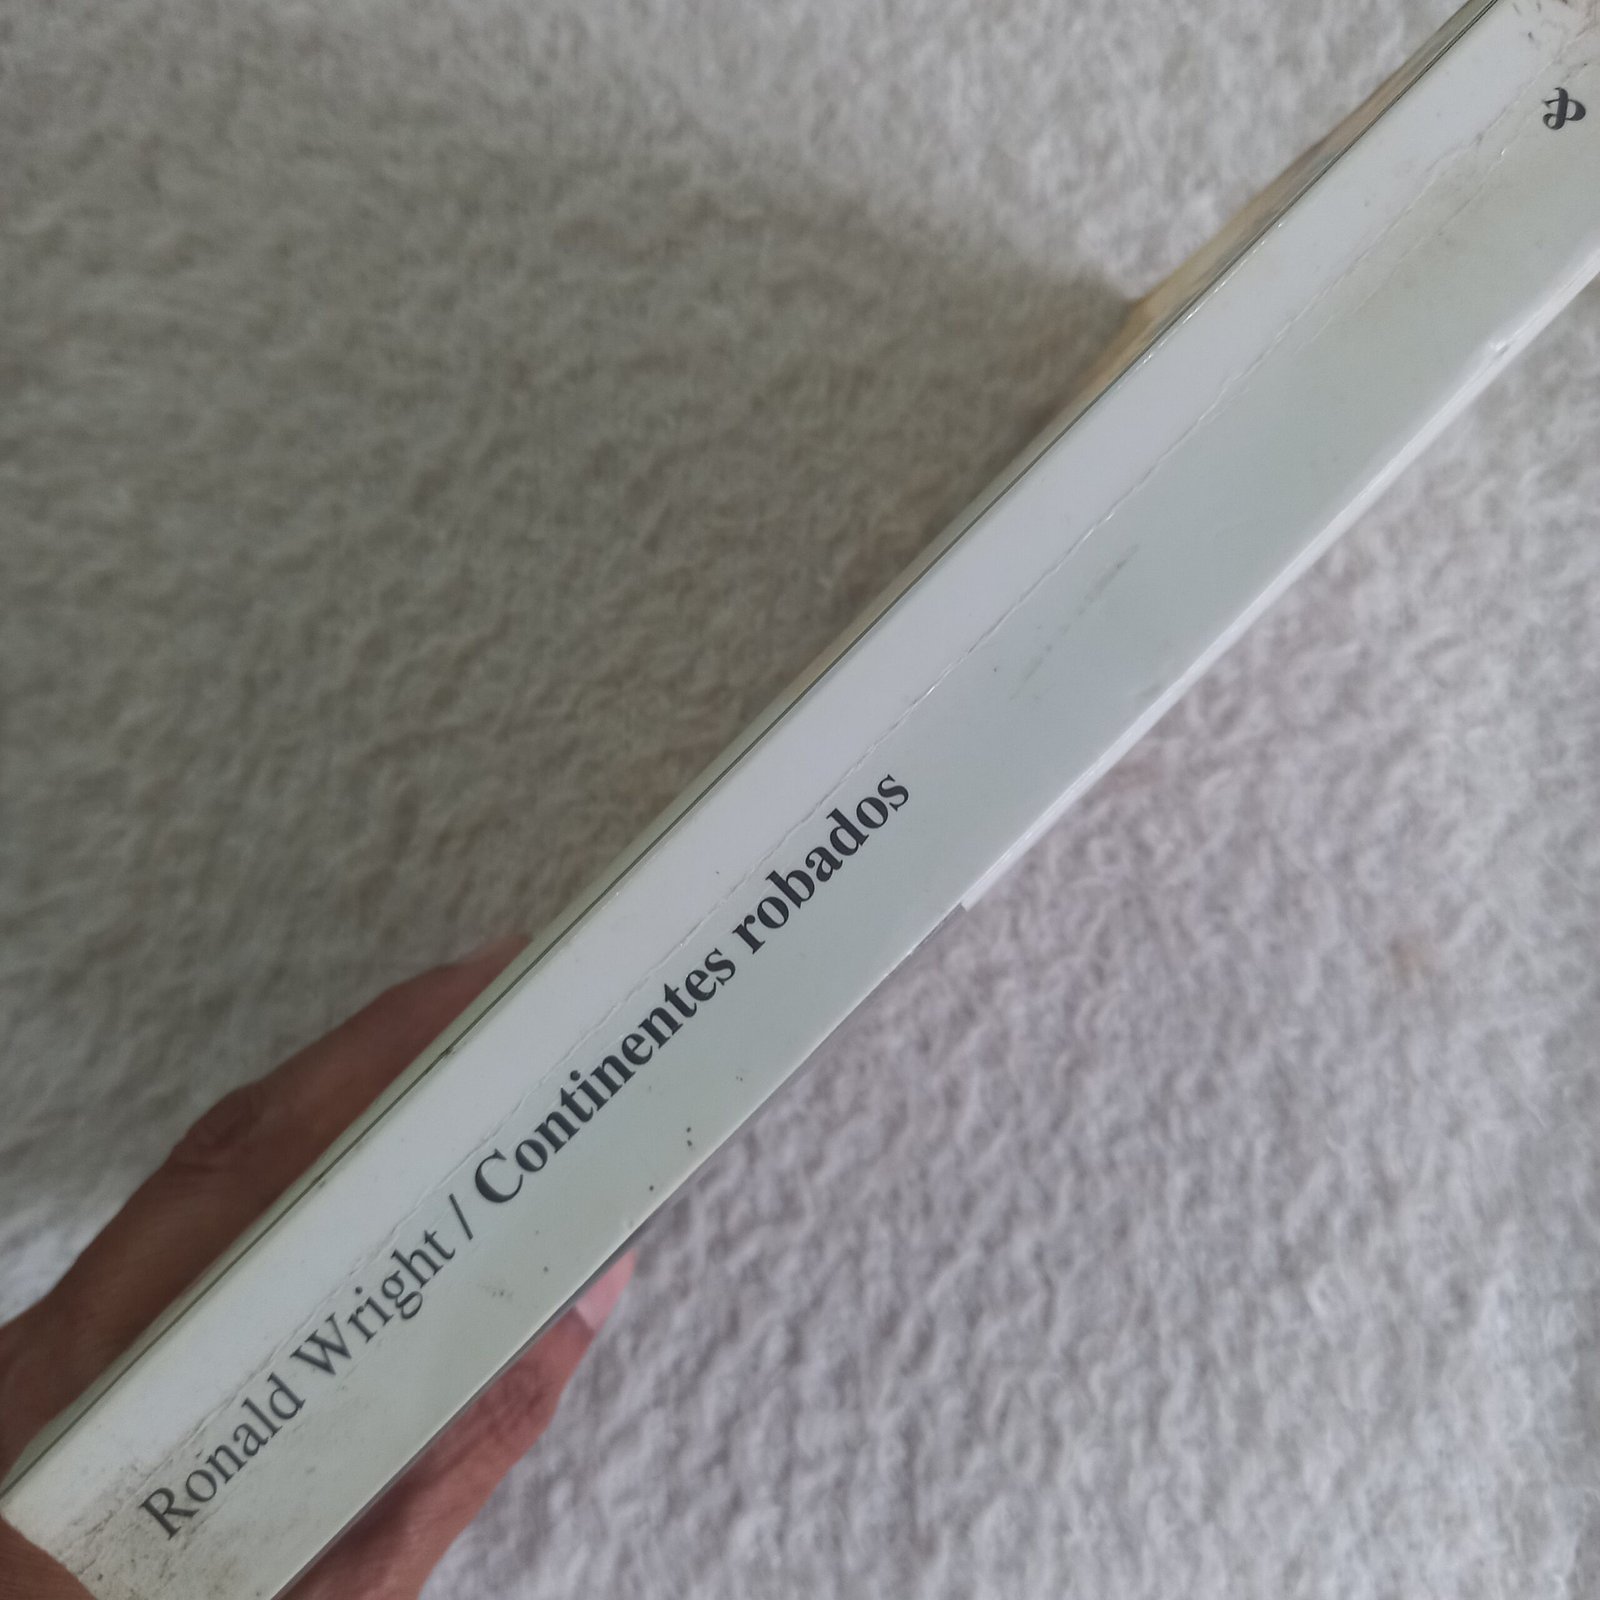 Ronald Wright / Continentes robados